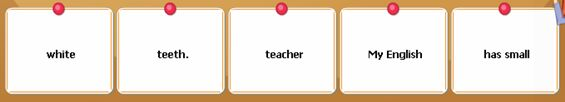 white
teeth.
teacher
My English
has small